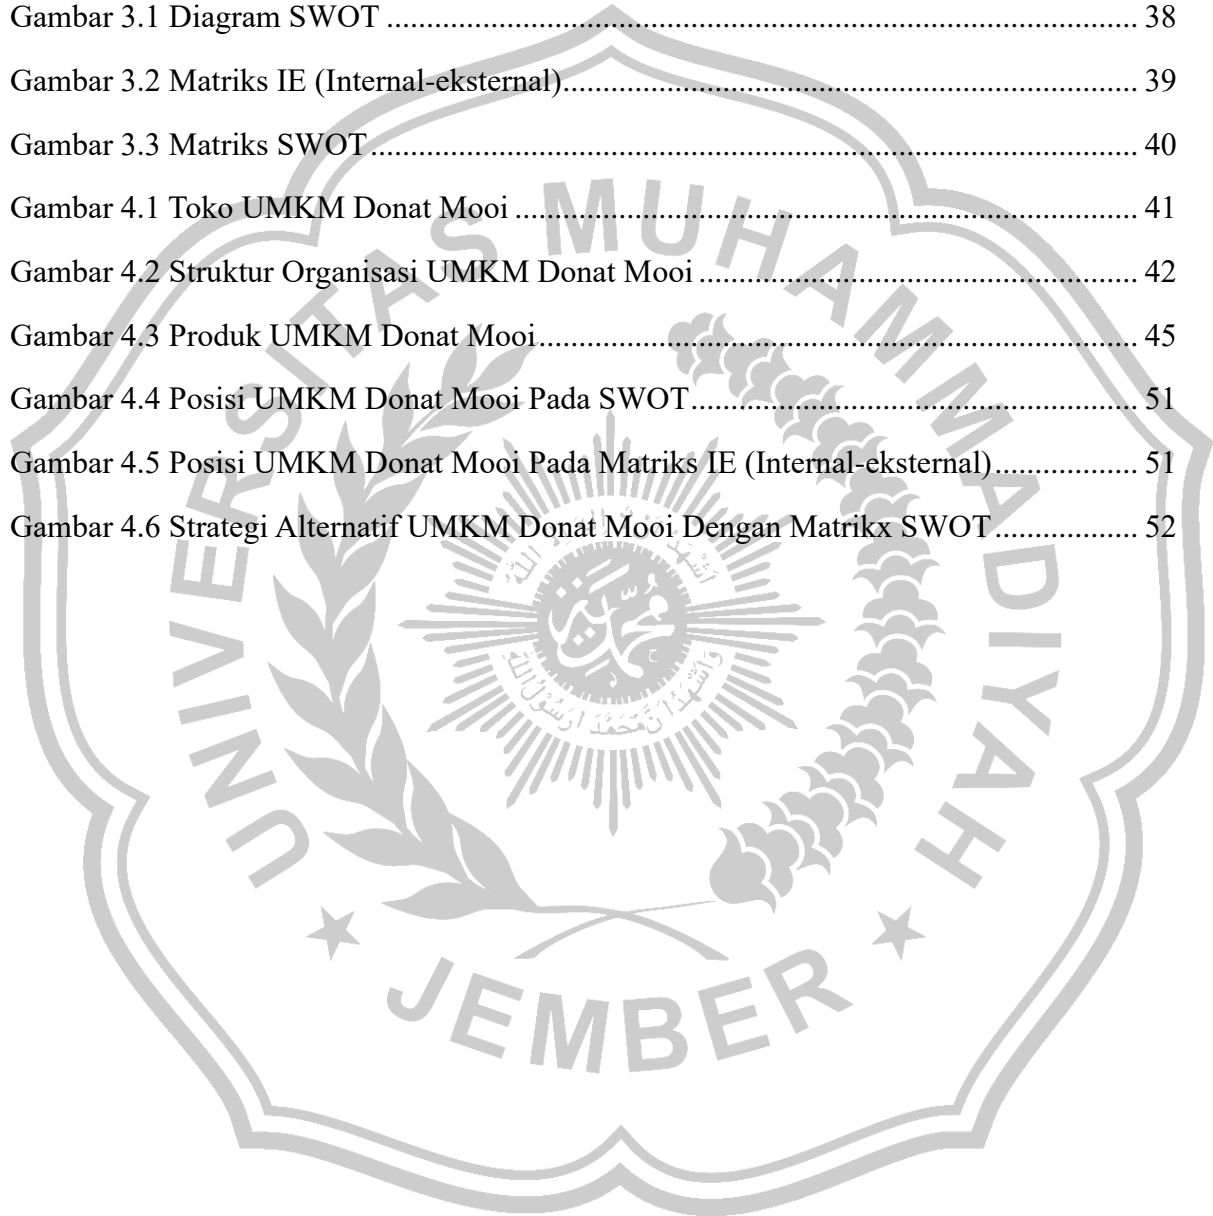 Gambar 3.1 Diagram SWOT ........................................................................................... 38
Gambar 3.2 Matriks IE (Internal-eksternal)..................................................................... 39
Gambar 3.3 Matriks SWOT............................................................................................. 40
Gambar 4.1 Toko UMKM Donat Mooi ........................................................................... 41
Gambar 4.2 Struktur Organisasi UMKM Donat Mooi ..................................................... 42
Gambar 4.3 Produk UMKM Donat Mooi......................................................................... 45
Gambar 4.4 Posisi UMKM Donat Mooi Pada SWOT...................................................... 51
Gambar 4.5 Posisi UMKM Donat Mooi Pada Matriks IE (Internal-eksternal)................. 51
Gambar 4.6 Strategi Alternatif UMKM Donat Mooi Dengan Matrikx SWOT................. 52
UNIVERSITAS MUHAMMADIYAH
JEMBER